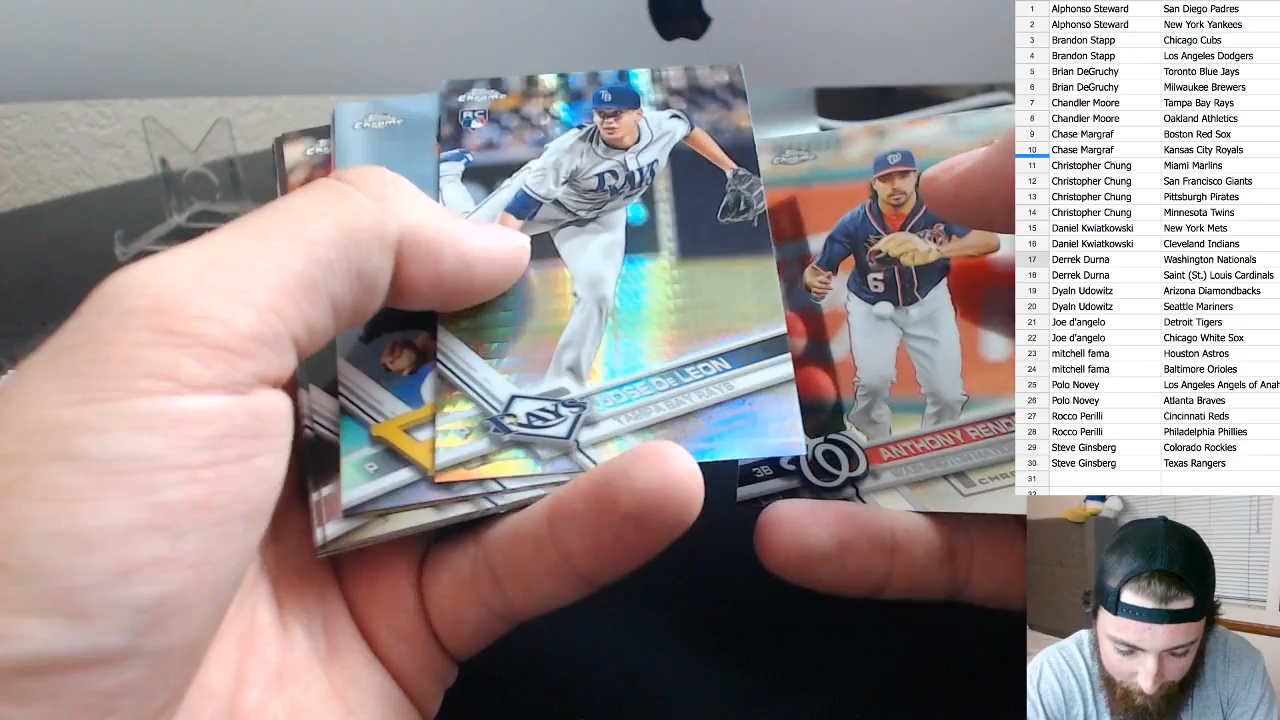 Topps
Chrome
RC
TB
RAYS
JOSE DE LEON
TAMPA BAY RAYS
RAYS
Chrome
P
Chrome
W
6
ANTHONY REND
3B
W
1 Alphonso Steward San Diego Padres
2 Alphonso Steward New York Yankees
3 Brandon Stapp Chicago Cubs
4 Brandon Stapp Los Angeles Dodgers
5 Brian DeGruchy Toronto Blue Jays
6 Brian DeGruchy Milwaukee Brewers
7 Chandler Moore Tampa Bay Rays
8 Chandler Moore Oakland Athletics
9 Chase Margraf Boston Red Sox
10 Chase Margraf Kansas City Royals
11 Christopher Chung Miami Marlins
12 Christopher Chung San Francisco Giants
13 Christopher Chung Pittsburgh Pirates
14 Christopher Chung Minnesota Twins
15 Daniel Kwiatkowski New York Mets
16 Daniel Kwiatkowski Cleveland Indians
17 Derrek Durna Washington Nationals
18 Derrek Durna Saint (St.) Louis Cardinals
19 Dyaln Udowitz Arizona Diamondbacks
20 Dyaln Udowitz Seattle Mariners
21 Joe d'angelo Detroit Tigers
22 Joe d'angelo Chicago White Sox
23 mitchell fama Houston Astros
24 mitchell fama Baltimore Orioles
25 Polo Novey Los Angeles Angels of Ana
26 Polo Novey Atlanta Braves
27 Rocco Perilli Cincinnati Reds
28 Rocco Perilli Philadelphia Phillies
29 Steve Ginsberg Colorado Rockies
30 Steve Ginsberg Texas Rangers
31